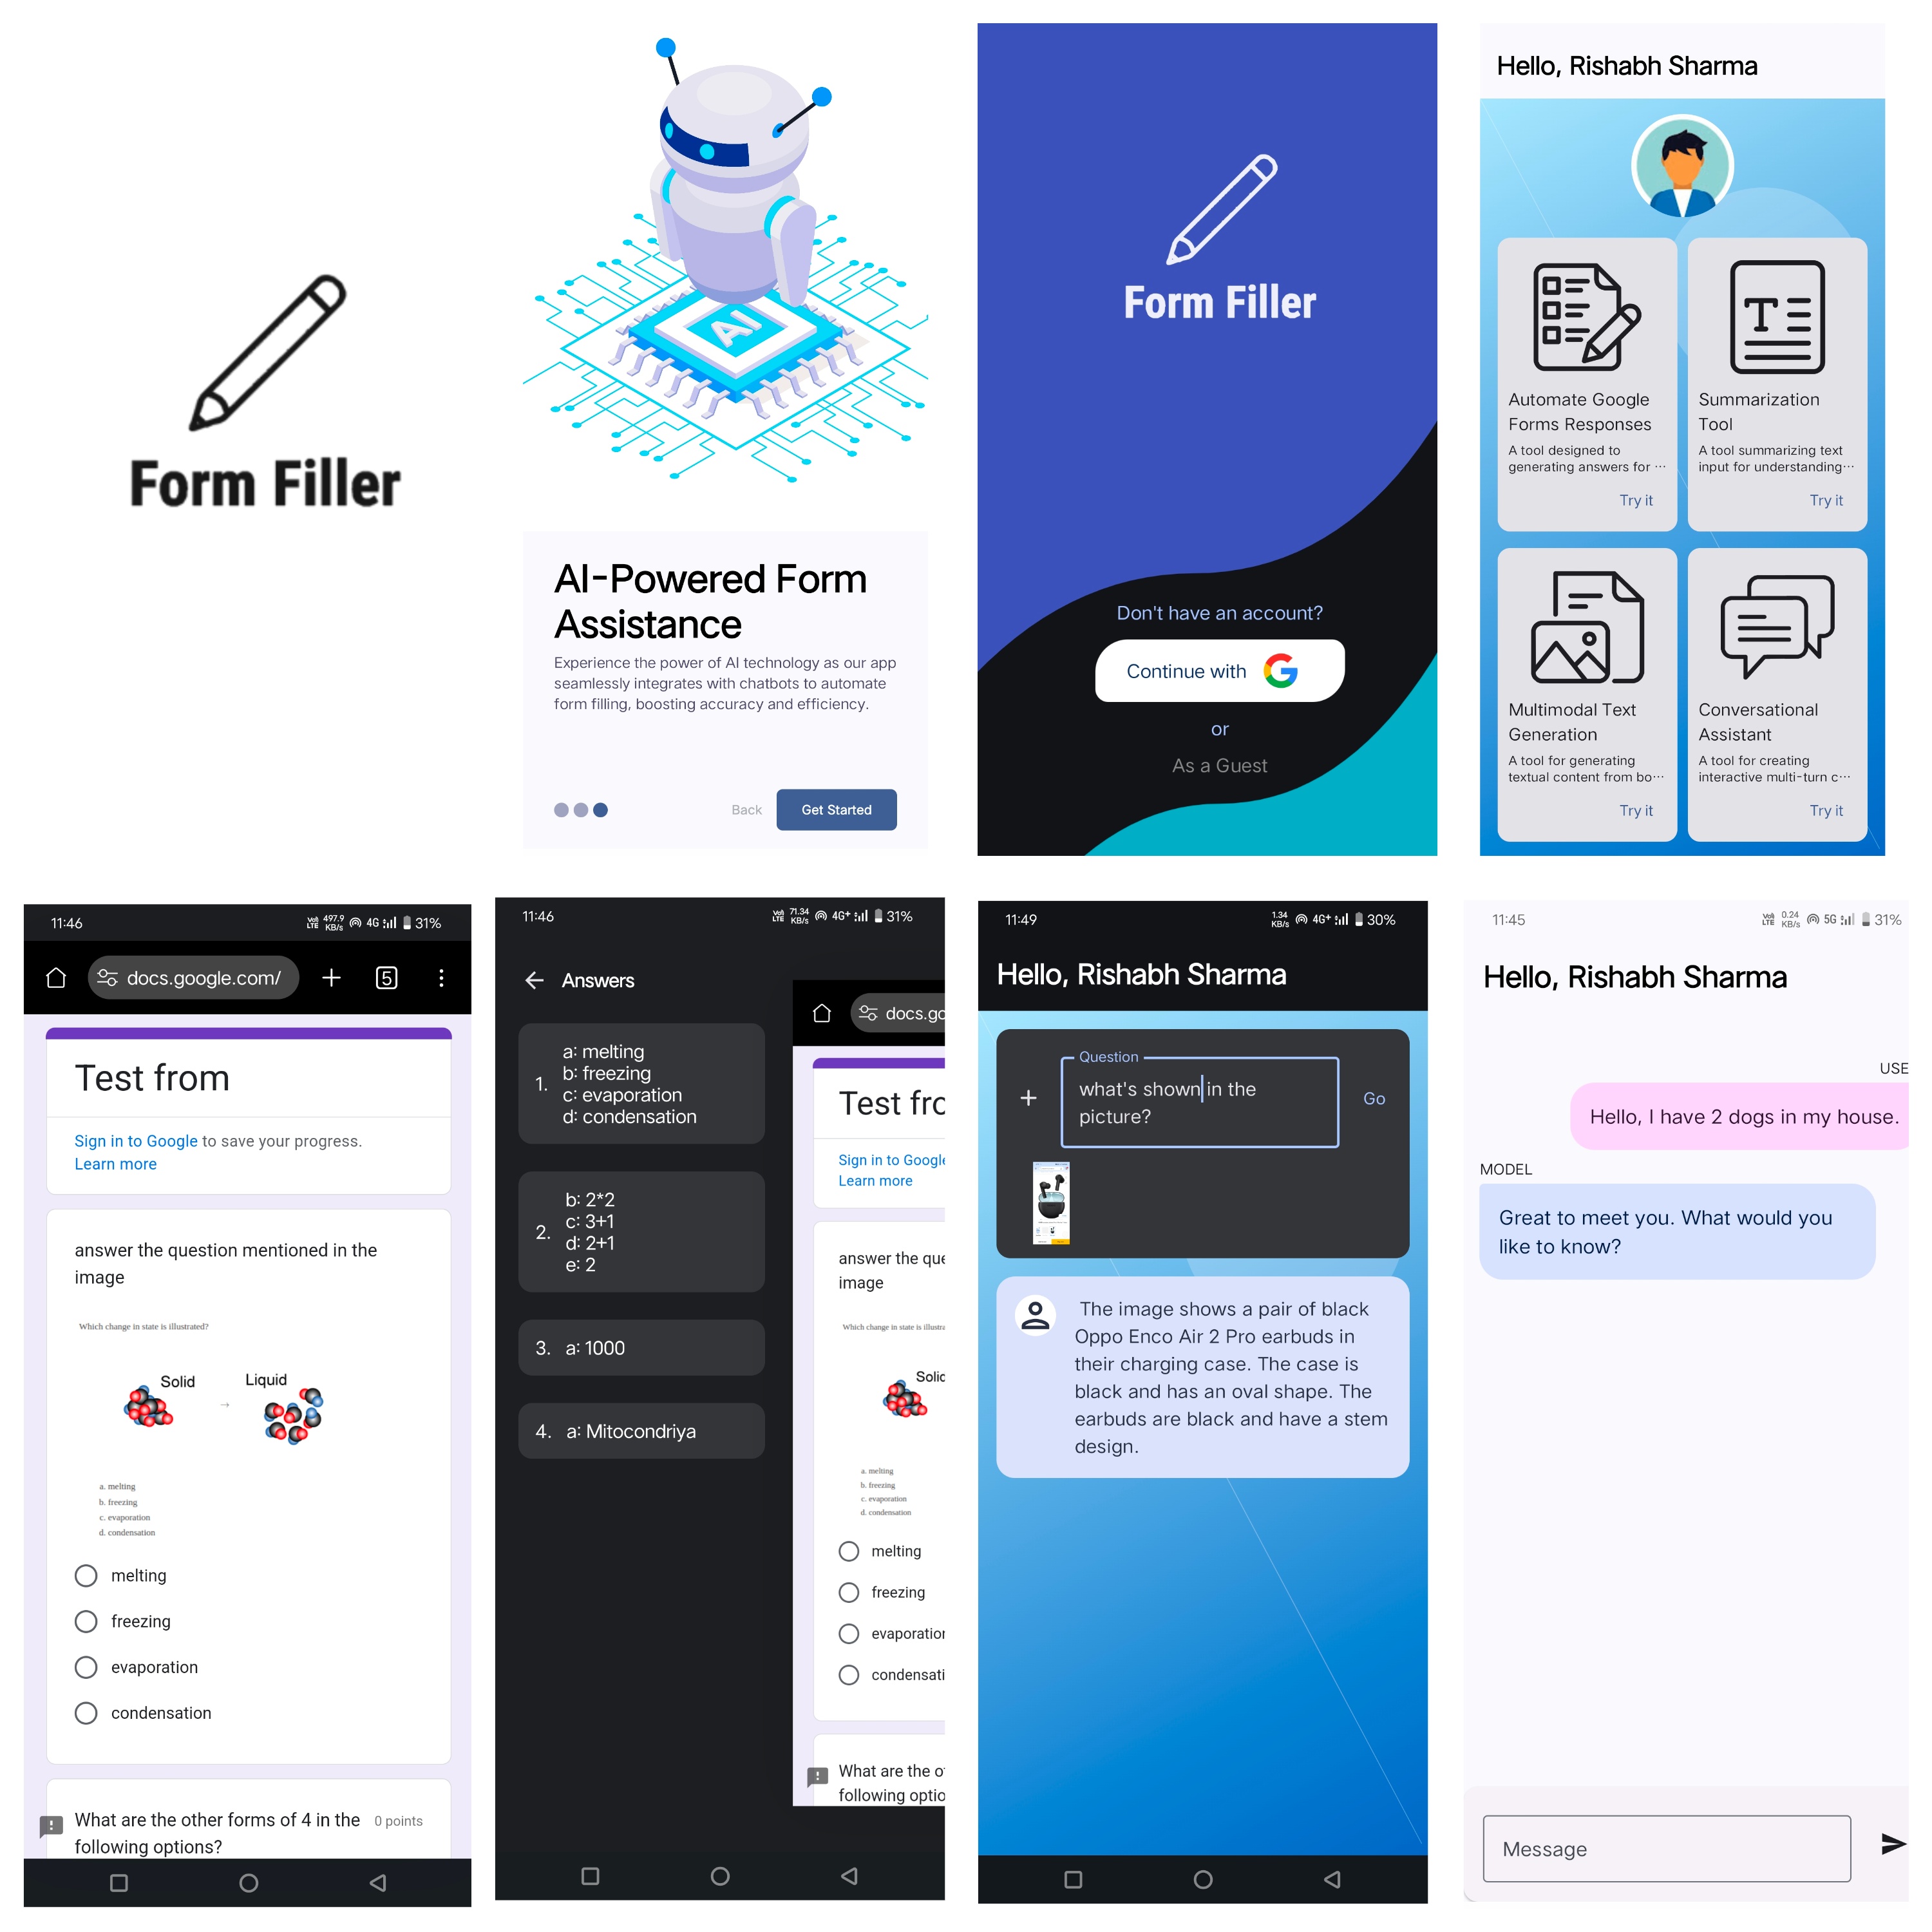 Form Filler
AI
AI-Powered Form
Assistance
Experience the power of AI technology as our app
seamlessly integrates with chatbots to automate
form filling, boosting accuracy and efficiency.
Back
Get Started
Form Filler
Don't have an account?
Continue with
or
As a Guest
Hello, Rishabh Sharma
Automate Google
Forms Responses
A tool designed to
generating answers for ...
Try it
Summarization
Tool
A tool summarizing text
input for understanding...
Try it
Multimodal Text
Generation
A tool for generating
textual content from bo...
Try it
Conversational
Assistant
A tool for creating
interactive multi-turn c...
Try it
11:46
Vo) LTE 497.9 KB/s 4G 31%
docs.google.com/
5
Test from
Sign in to Google to save your progress.
Learn more
answer the question mentioned in the
image
Which change in state is illustrated?
Solid → Liquid
a. melting
b. freezing
c. evaporation
d. condensation
melting
freezing
evaporation
condensation
What are the other forms of 4 in the 0 points
following options?
11:46
Vo) LTE 71.34 KB/s 4G+ 31%
Answers
1. a: melting
b: freezing
c: evaporation
d: condensation
2. b: 2*2
c: 3+1
d: 2+1
e: 2
3. a: 1000
4. a: Mitocondriya
docs.go
Test fro
Sign in to Google
Learn more
answer the que
image
Which change in state is illustra
Solid
a. melting
b. freezing
c. evaporation
d. condensation
melting
freezing
evaporation
condensati
What are the o
following optio
11:49
1.34 KB/s 4G+ 30%
Hello, Rishabh Sharma
Question
what's shown in the
picture?
Go
The image shows a pair of black
Oppo Enco Air 2 Pro earbuds in
their charging case. The case is
black and has an oval shape. The
earbuds are black and have a stem
design.
11:45
Vo) LTE 0.24 KB/s 5G 31%
Hello, Rishabh Sharma
USE
Hello, I have 2 dogs in my house.
MODEL
Great to meet you. What would you
like to know?
Message